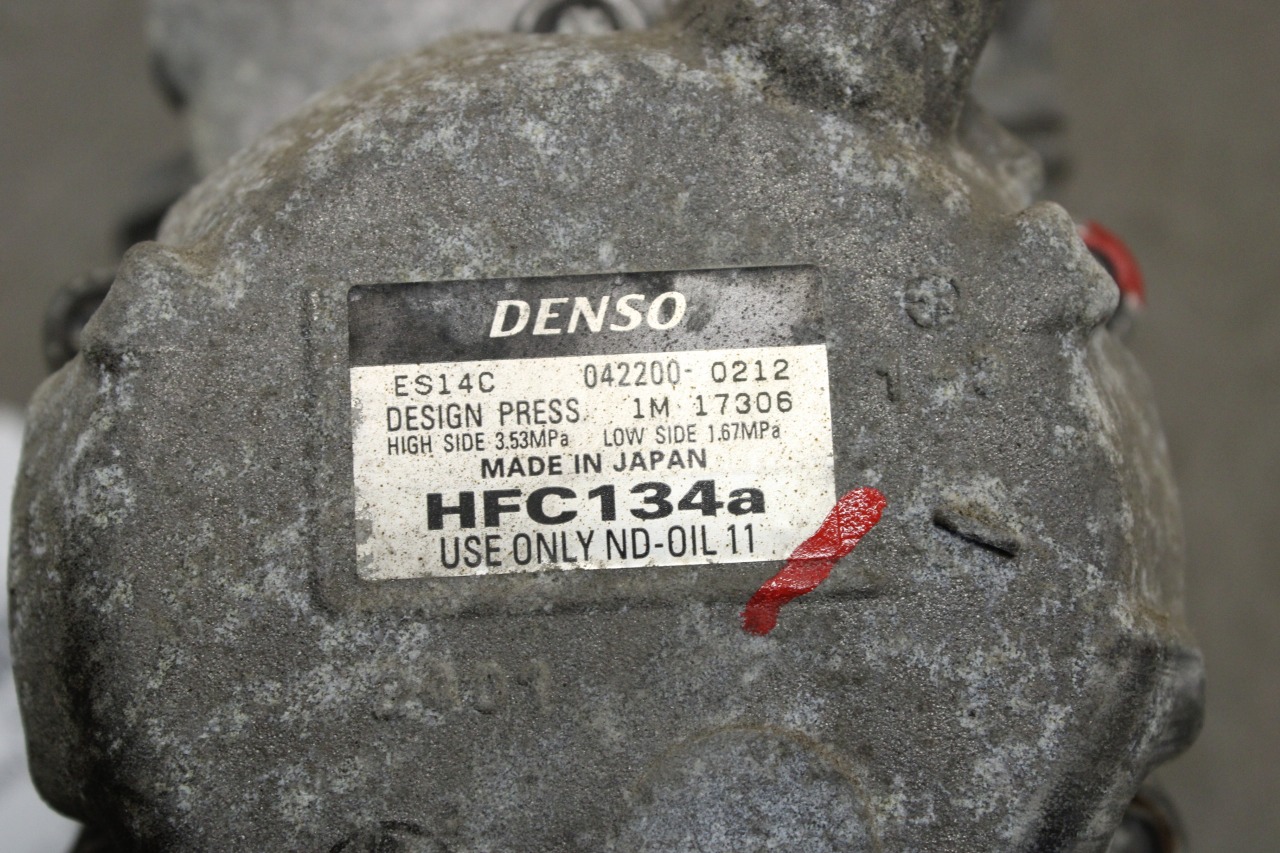 DENSO
ES14C 042200- 0212
DESIGN PRESS. 1M 17306
HIGH SIDE 3.53MPa LOW SIDE 1.67MPa
MADE IN JAPAN
HFC134a
USE ONLY ND-OIL 11